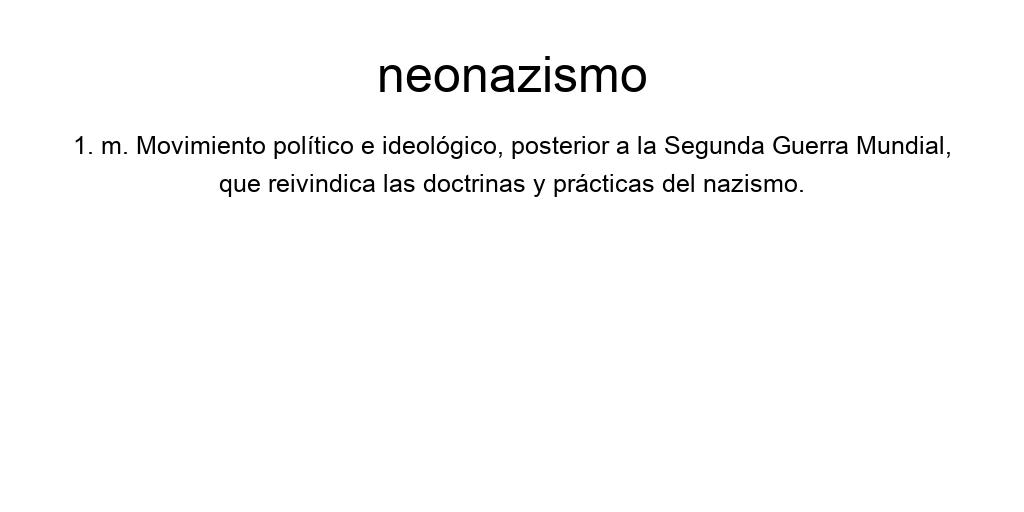 neonazismo
1. m. Movimiento político e ideológico, posterior a la Segunda Guerra Mundial,
que reivindica las doctrinas y prácticas del nazismo.